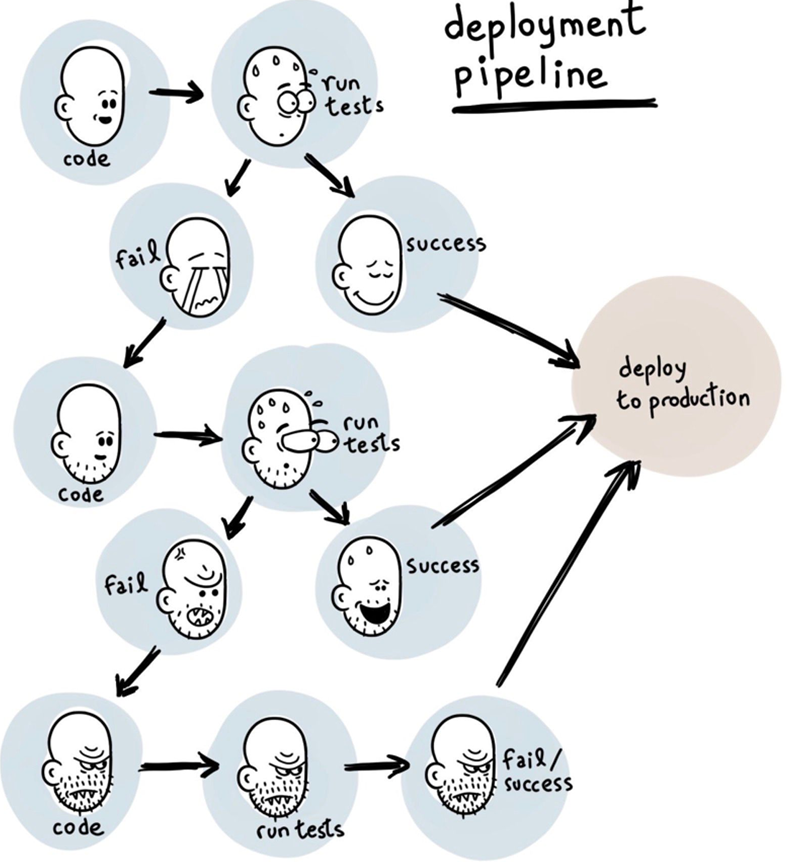 deployment
pipeline
code
run
tests
fail
success
deploy
to production
code
run
tests
fail
Success
code
run tests
fail/
success